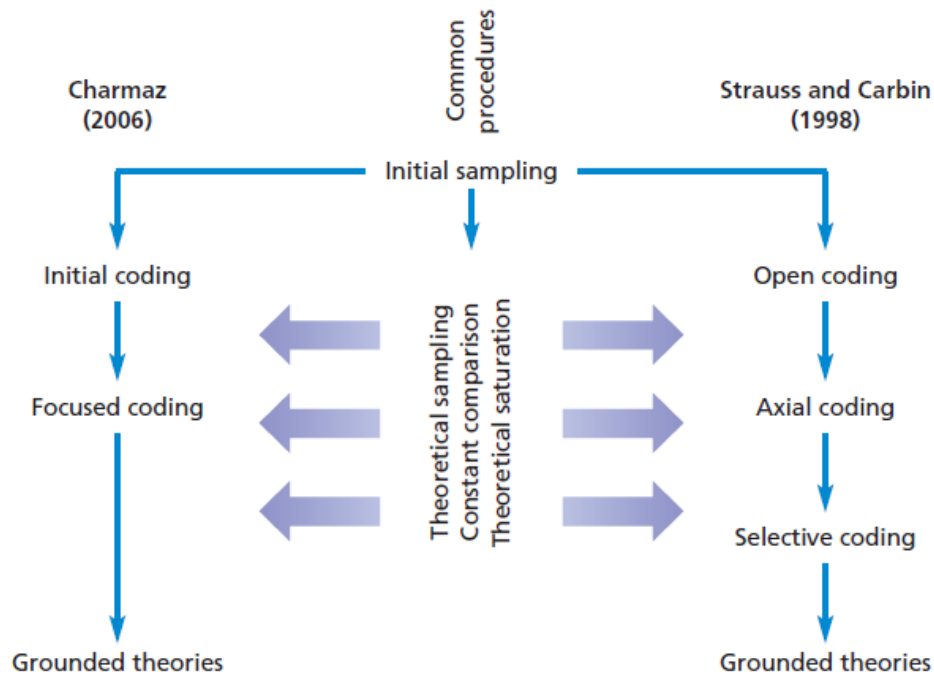 Common
procedures
Charmaz
(2006)
Strauss and Carbin
(1998)
Initial sampling
Initial coding
Open coding
Theoretical sampling
Constant comparison
Theoretical saturation
Focused coding
Axial coding
Selective coding
Grounded theories
Grounded theories